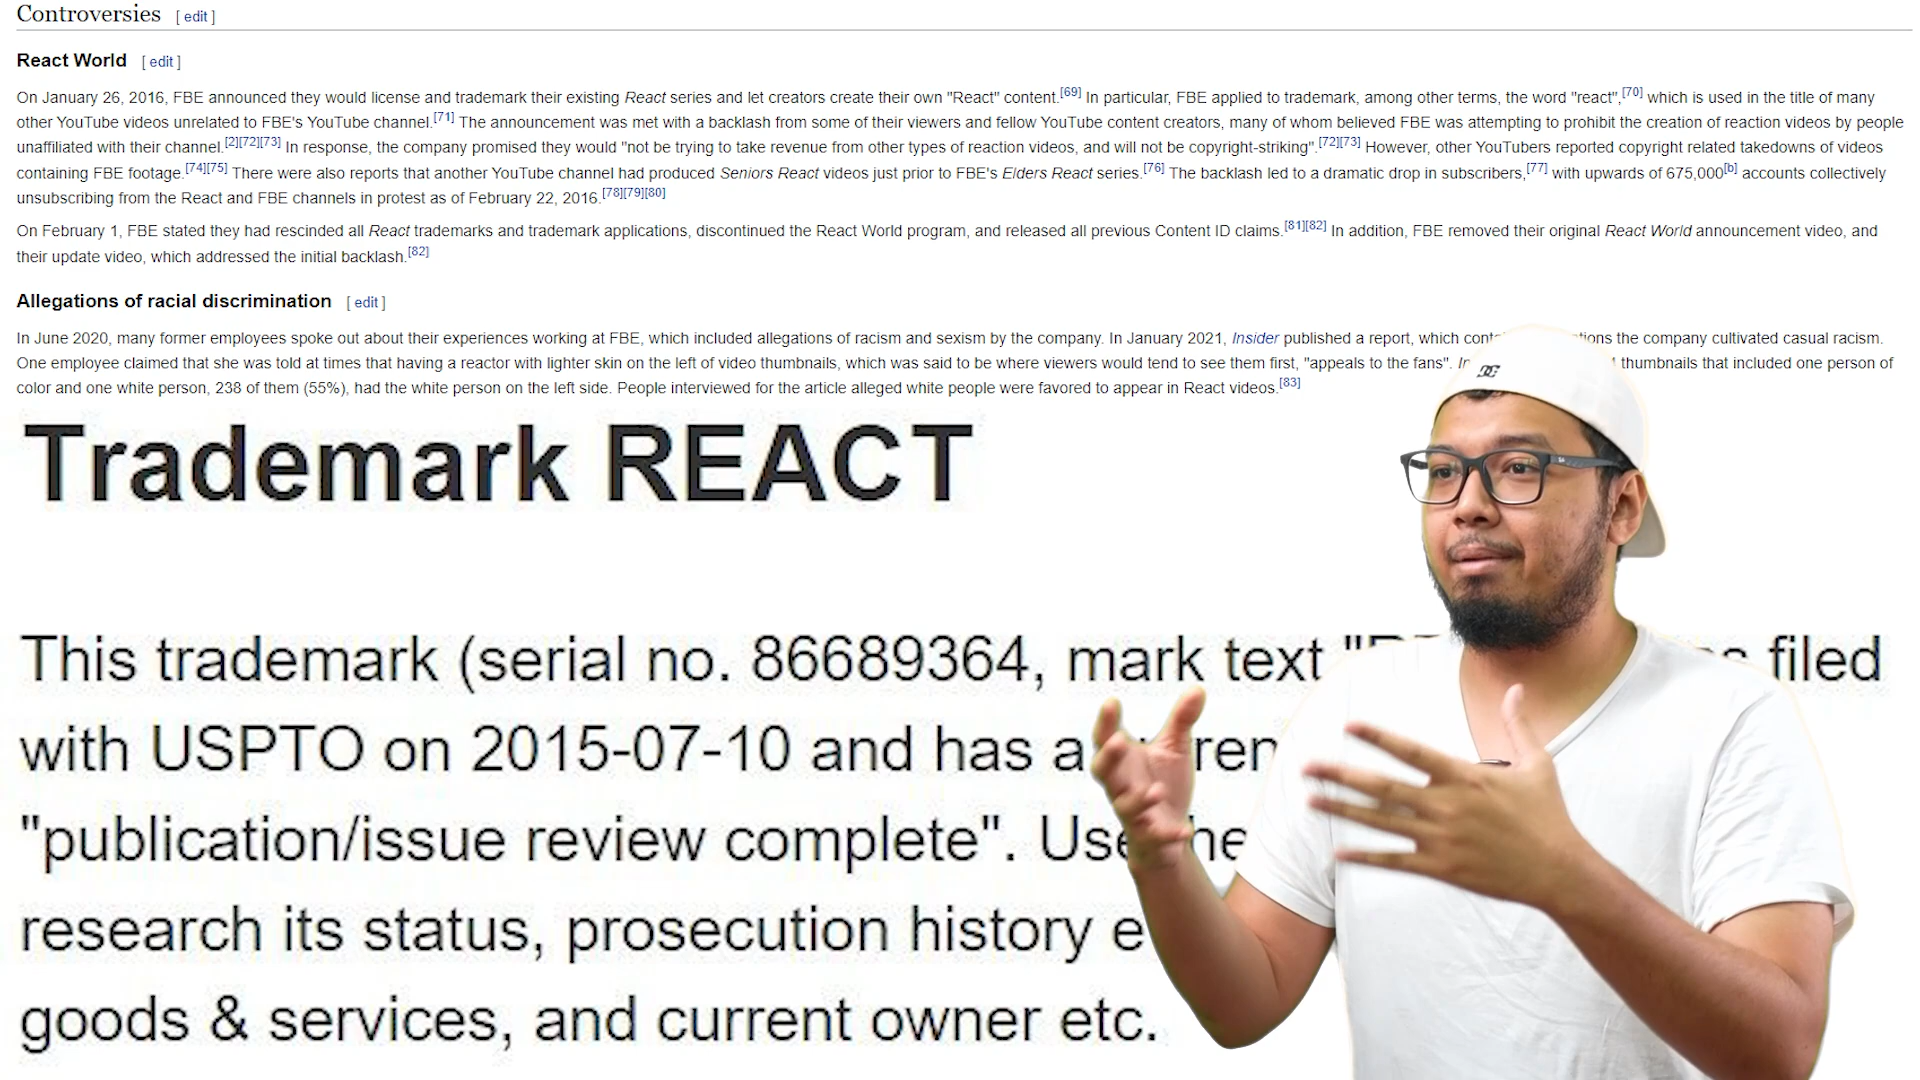 Controversies [ edit ]
React World [ edit ]
On January 26, 2016, FBE announced they would license and trademark their existing React series and let creators create their own "React" content.[69] In particular, FBE applied to trademark, among other terms, the word "react",[70] which is used in the title of many
other YouTube videos unrelated to FBE's YouTube channel.[71] The announcement was met with a backlash from some of their viewers and fellow YouTube content creators, many of whom believed FBE was attempting to prohibit the creation of reaction videos by people
unaffiliated with their channel.[2][72][73] In response, the company promised they would "not be trying to take revenue from other types of reaction videos, and will not be copyright-striking".[72][73] However, other YouTubers reported copyright related takedowns of videos
containing FBE footage.[74][75] There were also reports that another YouTube channel had produced Seniors React videos just prior to FBE's Elders React series.[76] The backlash led to a dramatic drop in subscribers,[77] with upwards of 675,000[b] accounts collectively
unsubscribing from the React and FBE channels in protest as of February 22, 2016.[78][79][80]
On February 1, FBE stated they had rescinded all React trademarks and trademark applications, discontinued the React World program, and released all previous Content ID claims.[81][82] In addition, FBE removed their original React World announcement video, and
their update video, which addressed the initial backlash.[82]
Allegations of racial discrimination [ edit ]
In June 2020, many former employees spoke out about their experiences working at FBE, which included allegations of racism and sexism by the company. In January 2021, Insider published a report, which the company cultivated casual racism.
One employee claimed that she was told at times that having a reactor with lighter skin on the left of video thumbnails, which was said to be where viewers would tend to see them first, "appeals to the fans". thumbnails that included one person of
color and one white person, 238 of them (55%), had the white person on the left side. People interviewed for the article alleged white people were favored to appear in React videos.[83]
DC
Trademark REACT
This trademark (serial no. 86689364, mark text filed
with USPTO on 2015-07-10 and has a
"publication/issue review complete". Use
research its status, prosecution history
goods & services, and current owner etc.